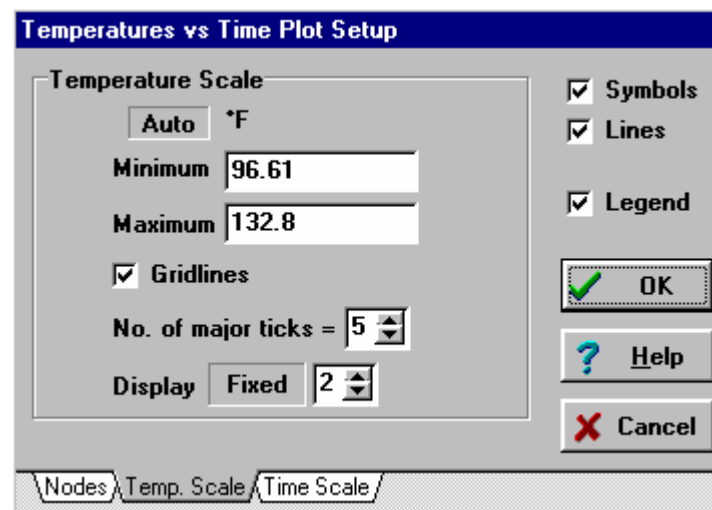 Temperatures vs Time Plot Setup
Temperature Scale
Auto °F
Minimum 96.61
Maximum 132.8
Gridlines
No. of major ticks = 5
Display Fixed 2
Symbols
Lines
Legend
OK
Help
Cancel
Nodes Temp. Scale Time Scale